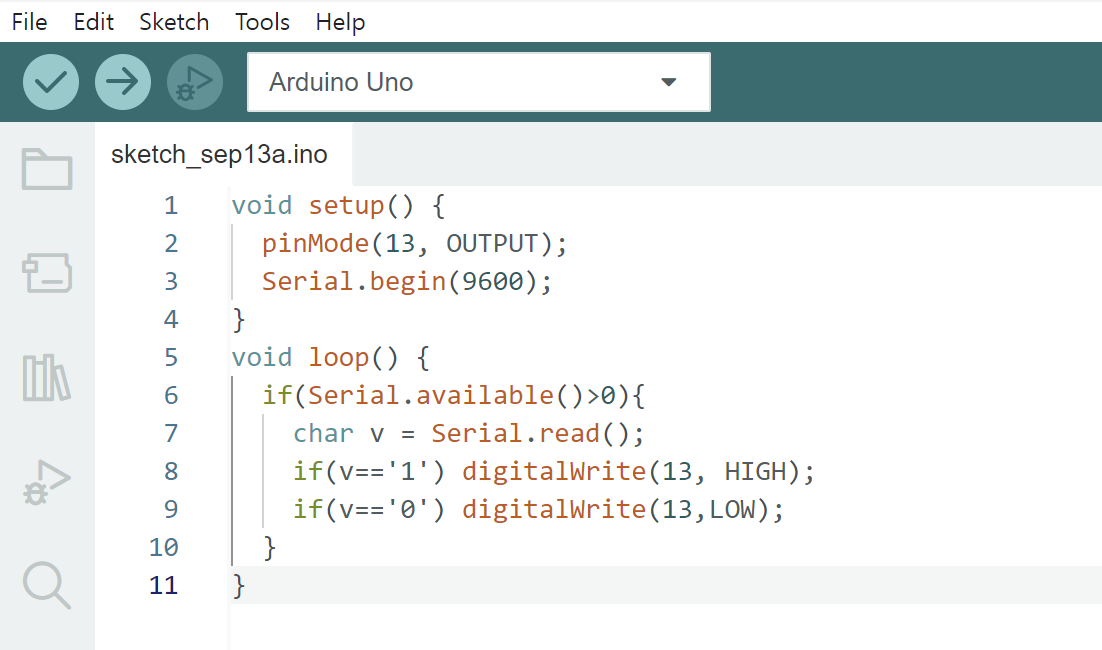 File Edit Sketch Tools Help
Arduino Uno
sketch_sep13a.ino
1 void setup() {
2 pinMode(13, OUTPUT);
3 Serial.begin(9600);
4 }
5 void loop() {
6 if(Serial.available()>0){
7 char v = Serial.read();
8 if(v=='1') digitalWrite(13, HIGH);
9 if(v=='0') digitalWrite(13,LOW);
10 }
11 }